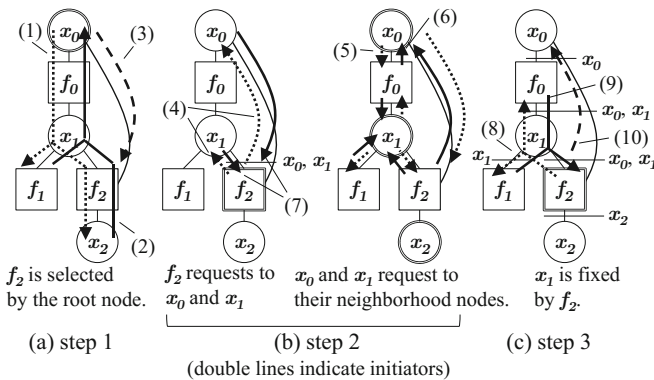 (1) x0 (3) x0 (6) x0 x0
(5) x0
f0 f0 f0 f0 (9)
(4) x0, x1
x1 x1 x1 (8) x1 (10)
x0, x1 x1 x0, x1
f1 f2 f1 f2 (7) f1 f2 f1 f2
(2) x2
x2 x2 x2 x2
f2 is selected
by the root node.
f2 requests to
x0 and x1
x0 and x1 request to
their neighborhood nodes.
x1 is fixed
by f2.
(a) step 1 (b) step 2 (c) step 3
(double lines indicate initiators)